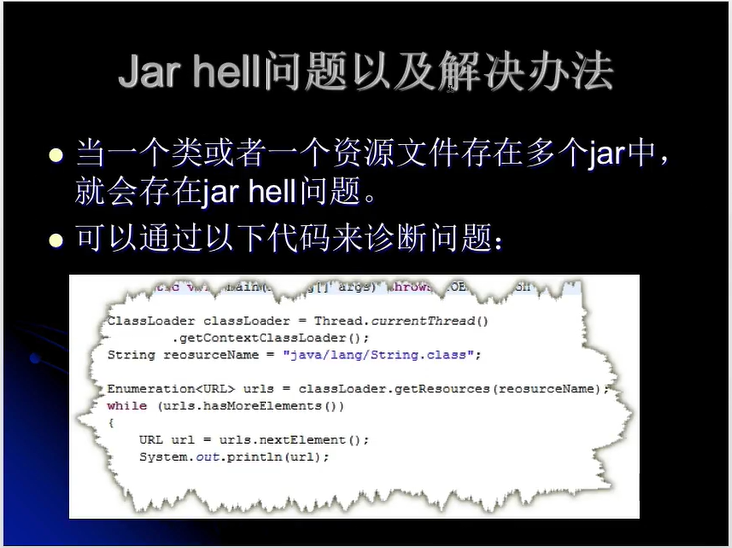 Jar hell问题以及解决办法
当一个类或者一个资源文件存在多个jar中，
就会存在jar hell问题。
可以通过以下代码来诊断问题：
args)
ClassLoader classLoader = Thread.currentThread()
.getContextClassLoader();
String reosurceName = "java/lang/String.class";
Enumeration<URL> urls = classLoader.getResources(reosurceName);
while (urls.hasMoreElements())
{
URL url = urls.nextElement();
System.out.println(url);